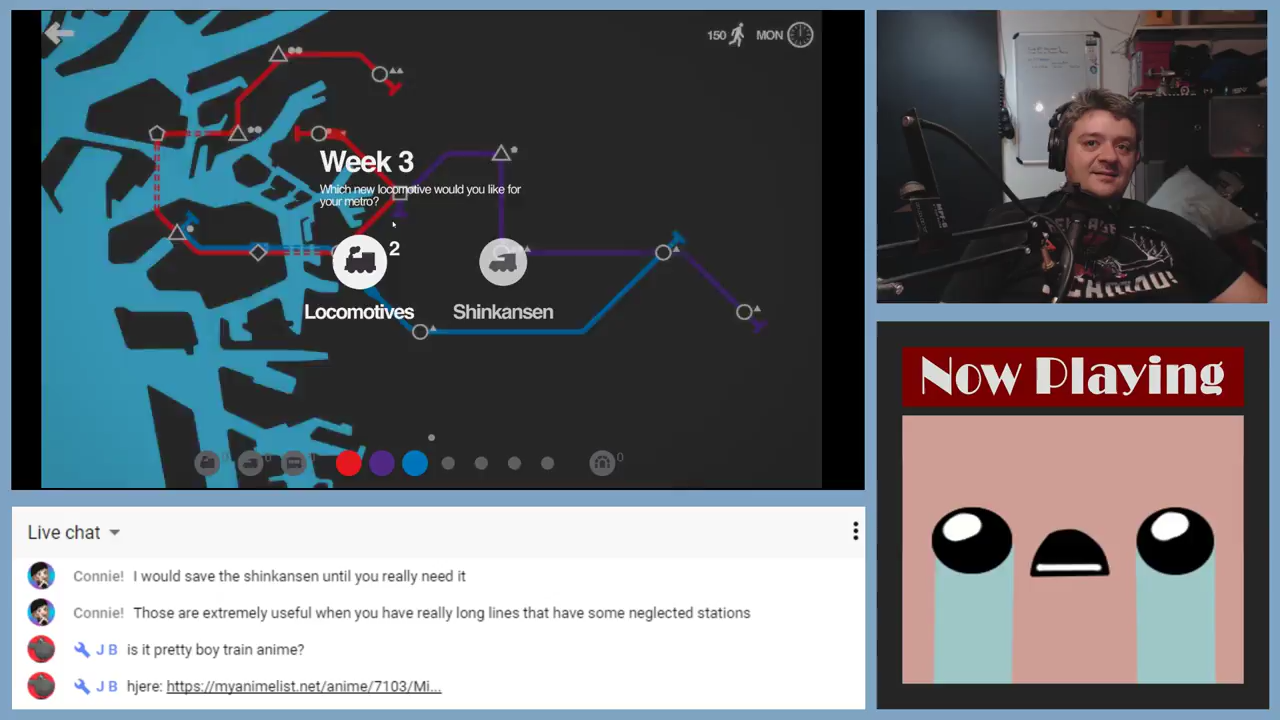 150
MON
Week 3
Which new locomotive would you like for
your metro?
2
Locomotives
Shinkansen
0
Now Playing
Live chat
Connie! I would save the shinkansen until you really need it
Connie! Those are extremely useful when you have really long lines that have some neglected stations
J B is it pretty boy train anime?
J B hjere: https://myanimelist.net/anime/7103/Mi...